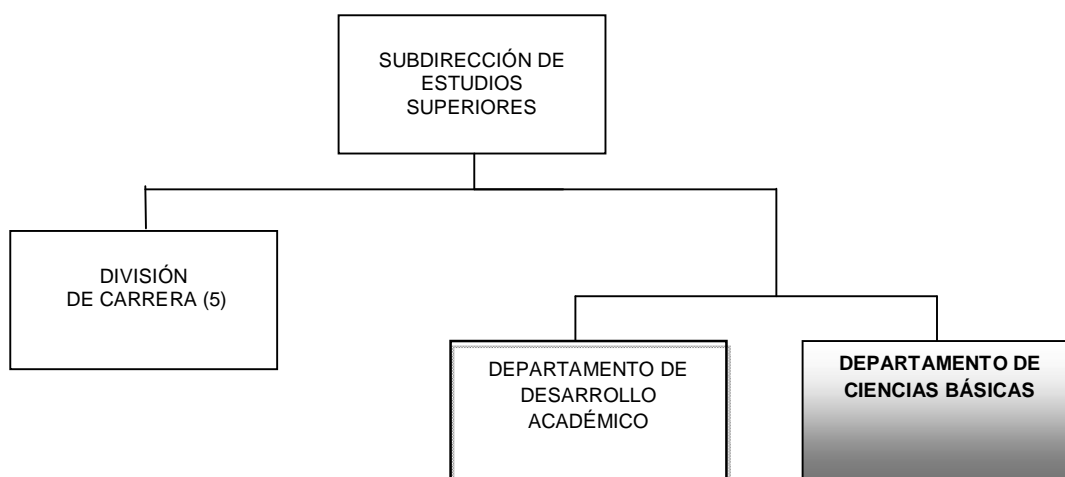 SUBDIRECCIÓN DE
ESTUDIOS
SUPERIORES
DIVISIÓN
DE CARRERA (5)
DEPARTAMENTO DE
DESARROLLO
ACADÉMICO
DEPARTAMENTO DE
CIENCIAS BÁSICAS